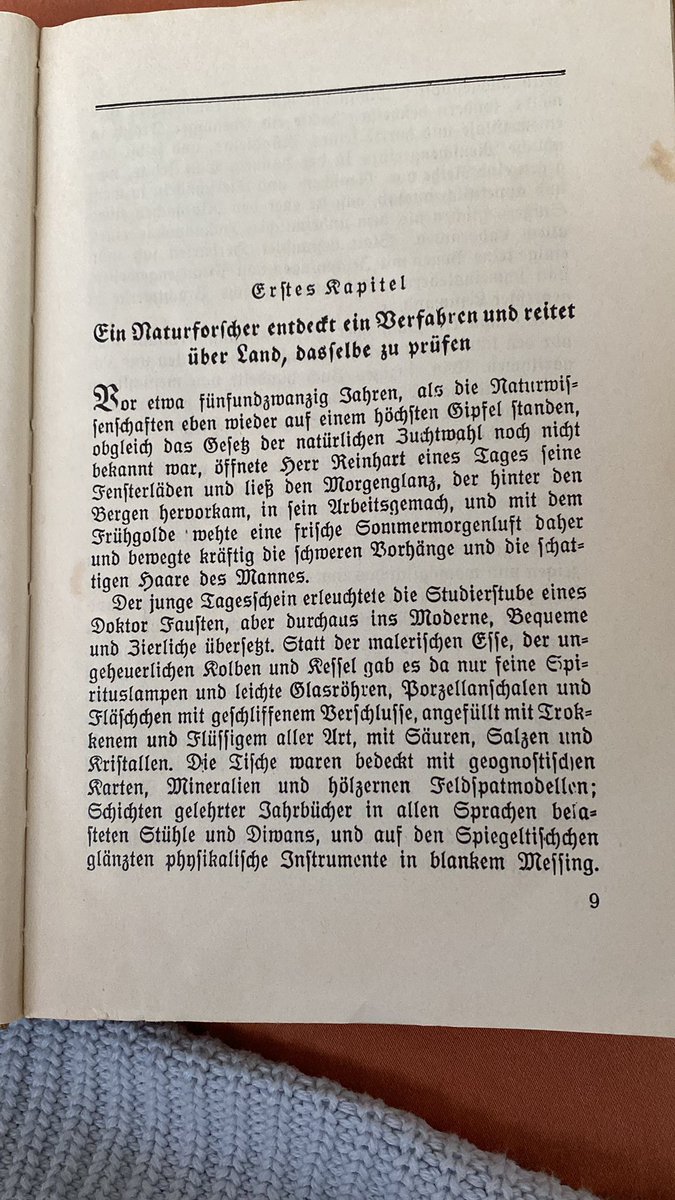 Erstes Kapitel
Ein Naturforscher entdeckt ein Verfahren und reitet
über Land, dasselbe zu prüfen
Vor etwa fünfundzwanzig Jahren, als die Naturwis-
senschaften eben wieder auf einem höchsten Gipfel standen,
obgleich das Gesetz der natürlichen Zuchtwahl noch nicht
bekannt war, öffnete Herr Reinhart eines Tages seine
Fensterläden und ließ den Morgenglanz, der hinter den
Bergen hervorkam, in sein Arbeitsgemach, und mit dem
Frühgolde wehte eine frische Sommermorgenluft daher
und bewegte kräftig die schweren Vorhänge und die schat-
tigen Haare des Mannes.
Der junge Tagesschein erleuchtete die Studierstube eines
Doktor Fausten, aber durchaus ins Moderne, Bequeme
und Zierliche übersetzt. Statt der malerischen Esse, der un-
geheuerlichen Kolben und Kessel gab es da nur feine Spi-
rituslampen und leichte Glasröhren, Porzellanschalen und
Fläschchen mit geschliffenem Verschlusse, angefüllt mit Trok-
kenem und Flüssigem aller Art, mit Säuren, Salzen und
Kristallen. Die Tische waren bedeckt mit geognostischen
Karten, Mineralien und hölzernen Feldspatmodellen;
Schichten gelehrter Jahrbücher in allen Sprachen bela-
steten Stühle und Diwans, und auf den Spiegeltischchen
glänzten physikalische Instrumente in blankem Messing.
9